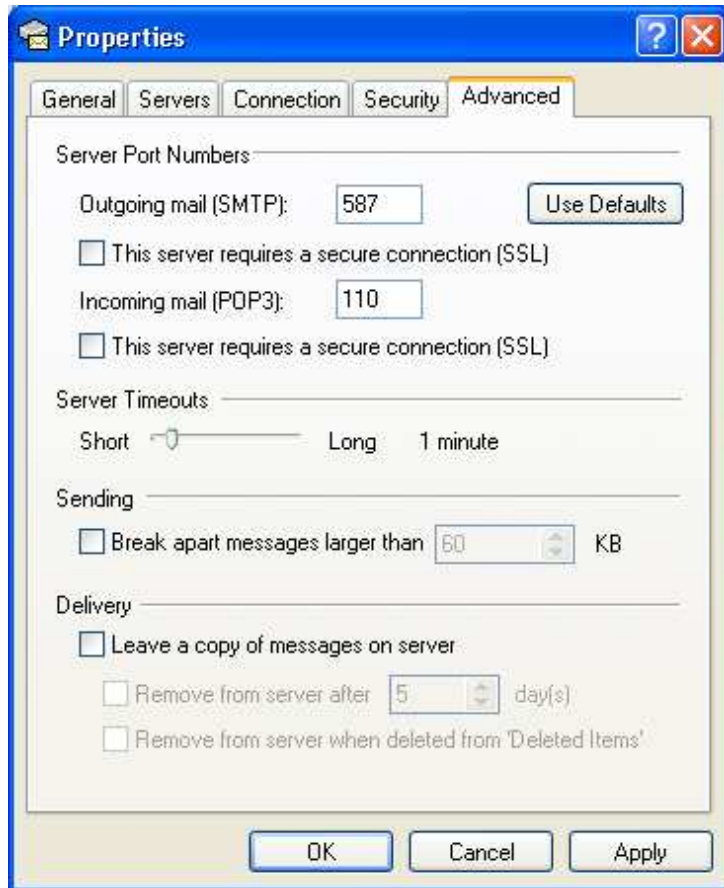 Properties
?
General Servers Connection Security Advanced
Server Port Numbers
Outgoing mail (SMTP): 587 Use Defaults
This server requires a secure connection (SSL)
Incoming mail (POP3): 110
This server requires a secure connection (SSL)
Server Timeouts
Short Long 1 minute
Sending
Break apart messages larger than 60 KB
Delivery
Leave a copy of messages on server
Remove from server after 5 day(s)
Remove from server when deleted from 'Deleted Items'
OK Cancel Apply